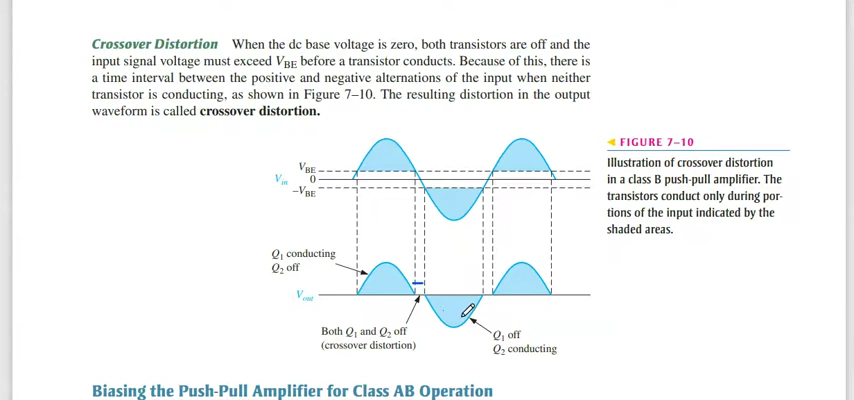 Crossover Distortion When the dc base voltage is zero, both transistors are off and the
input signal voltage must exceed VBE before a transistor conducts. Because of this, there is
a time interval between the positive and negative alternations of the input when neither
transistor is conducting, as shown in Figure 7–10. The resulting distortion in the output
waveform is called crossover distortion.
◀ FIGURE 7–10
Illustration of crossover distortion
in a class B push-pull amplifier. The
transistors conduct only during por-
tions of the input indicated by the
shaded areas.
VBE
Vin 0
–VBE
Q1 conducting
Q2 off
Vout
Both Q1 and Q2 off
(crossover distortion)
Q1 off
Q2 conducting
Biasing the Push-Pull Amplifier for Class AB Operation